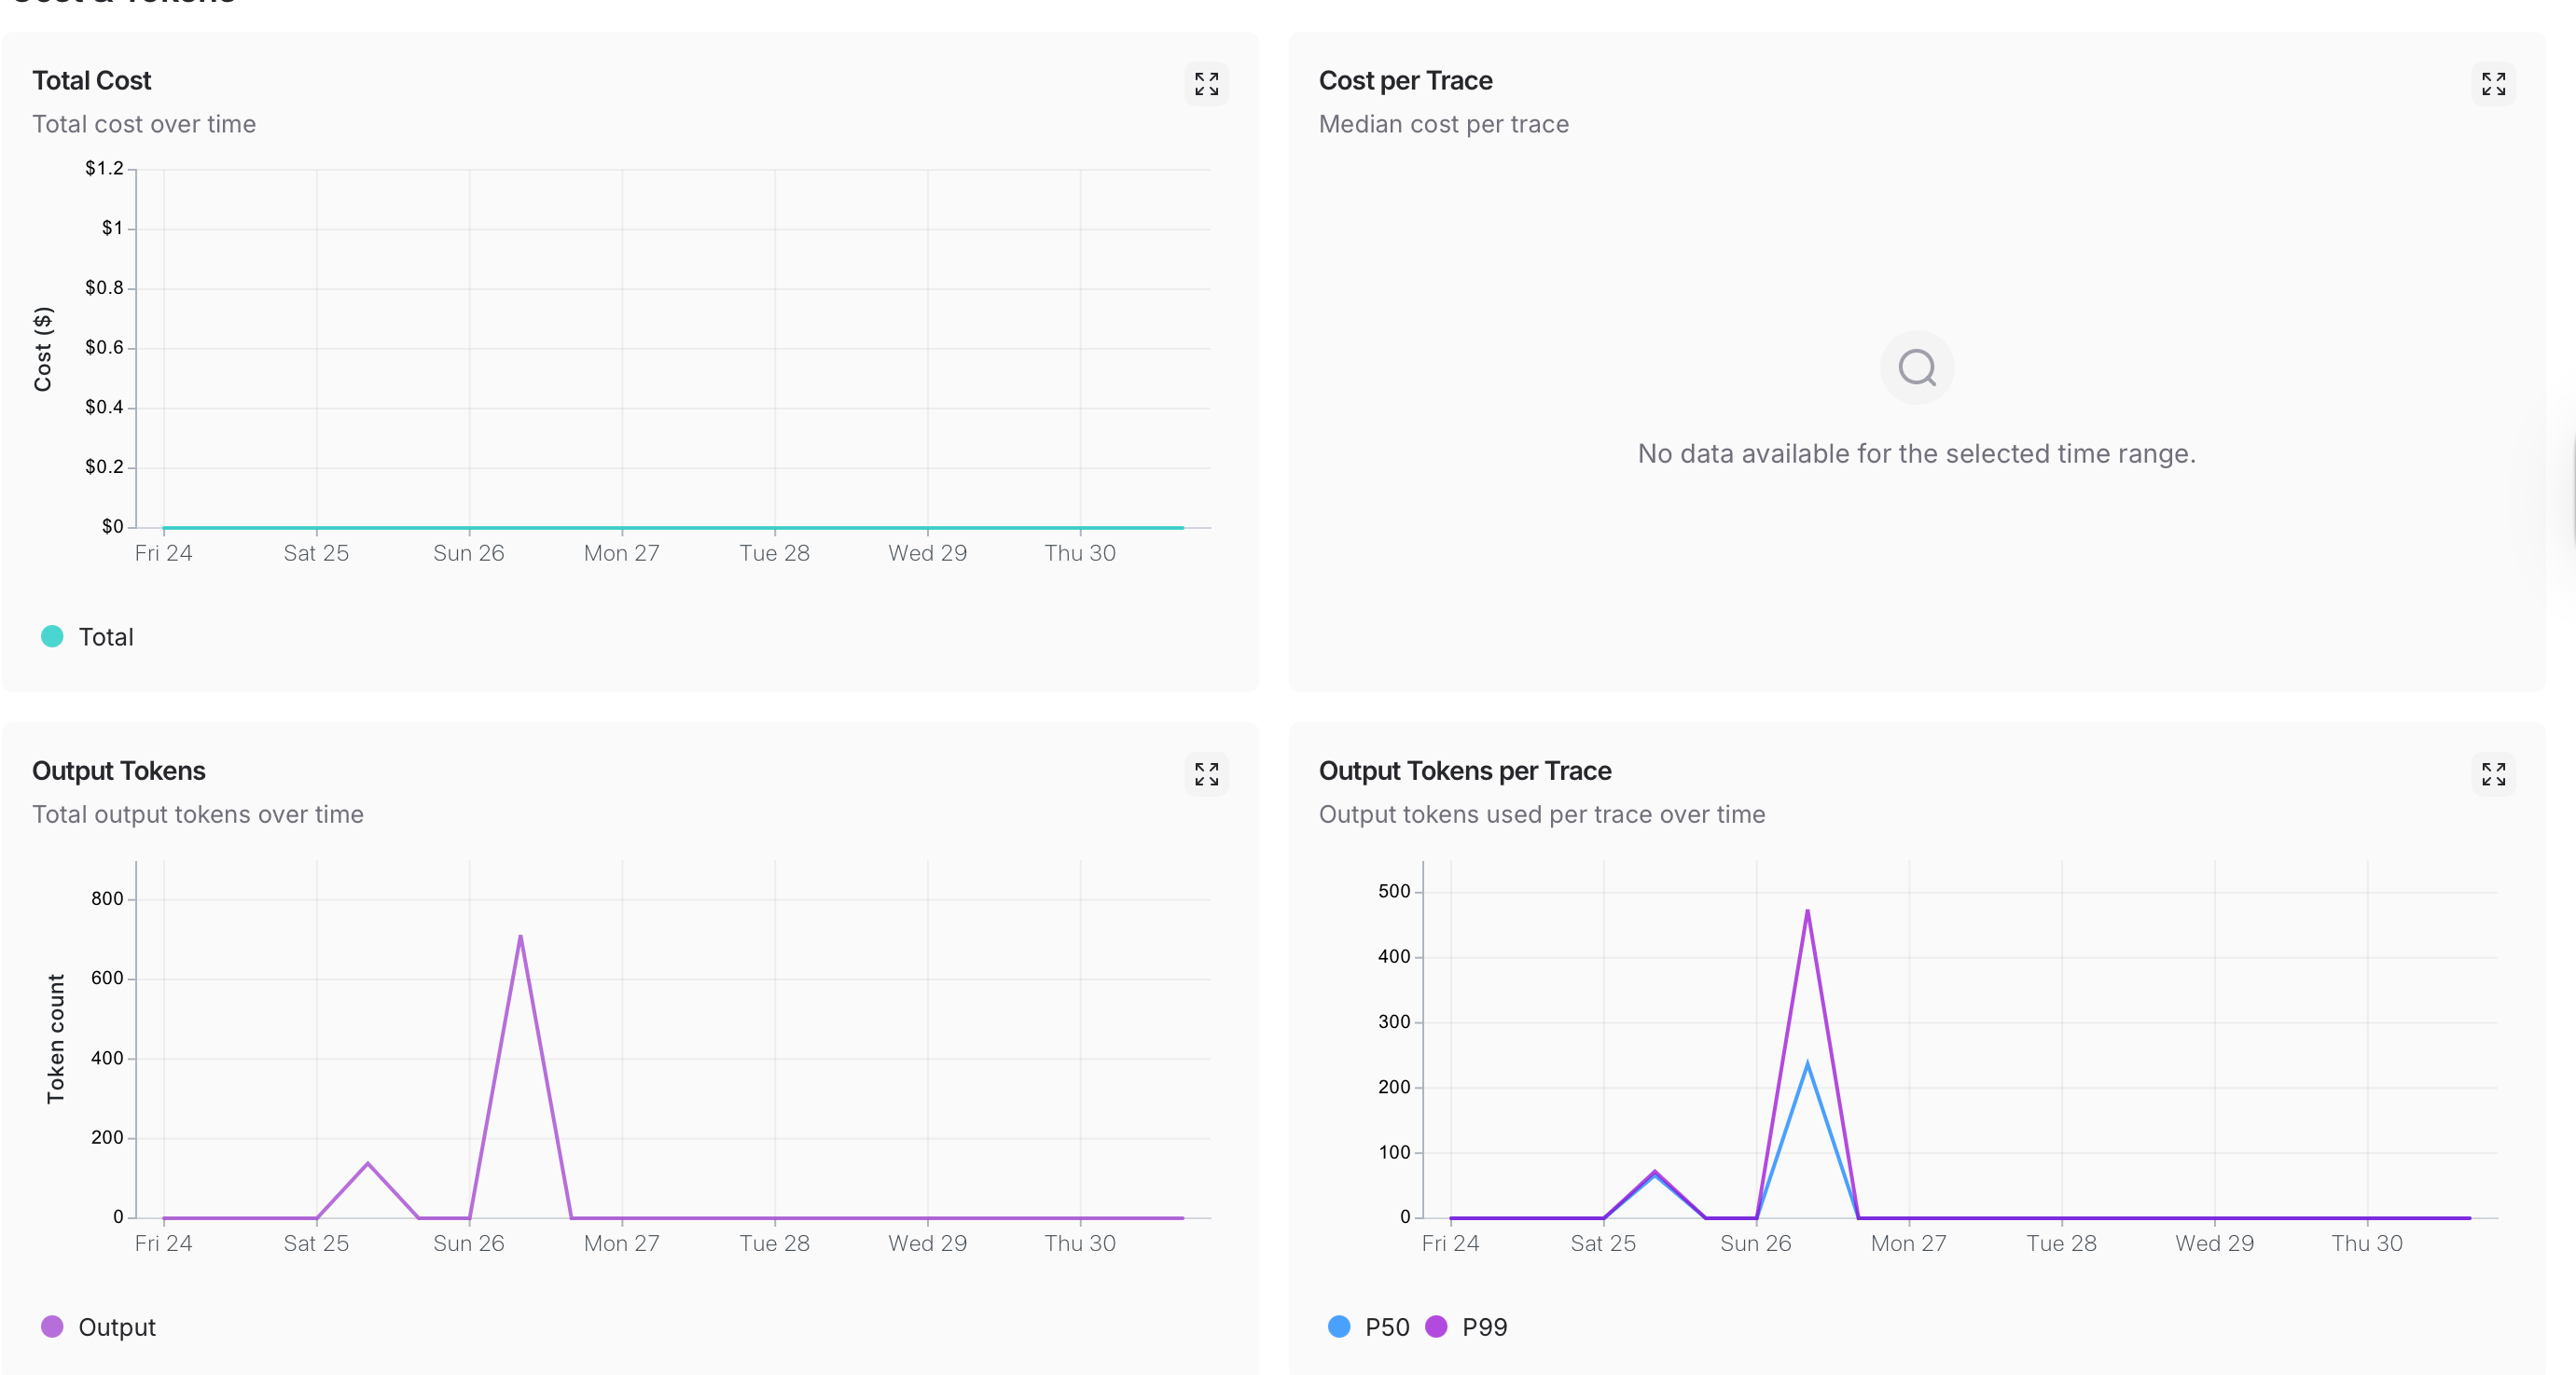 Cost & Tokens
Total Cost
Total cost over time
$1.2
$1
$0.8
$0.6
$0.4
$0.2
$0
Cost ($)
Fri 24 Sat 25 Sun 26 Mon 27 Tue 28 Wed 29 Thu 30
Total
Cost per Trace
Median cost per trace
No data available for the selected time range.
Output Tokens
Total output tokens over time
800
600
400
200
0
Token count
Fri 24 Sat 25 Sun 26 Mon 27 Tue 28 Wed 29 Thu 30
Output
Output Tokens per Trace
Output tokens used per trace over time
500
400
300
200
100
0
Fri 24 Sat 25 Sun 26 Mon 27 Tue 28 Wed 29 Thu 30
P50 P99